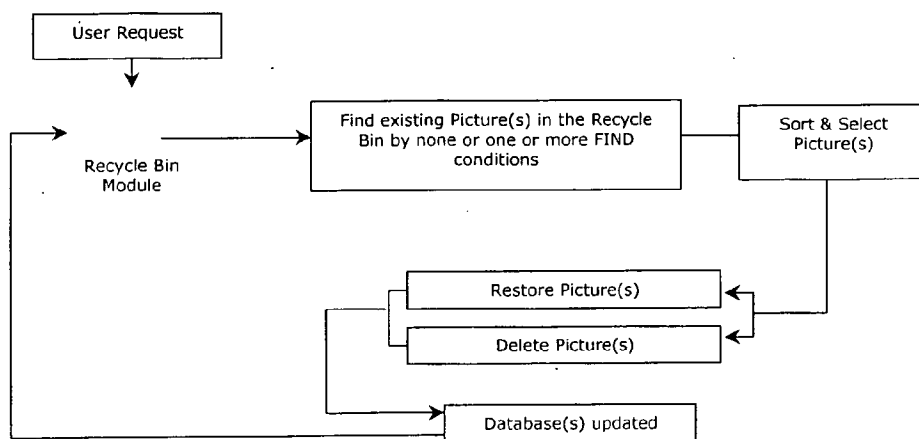 User Request
Find existing Picture(s) in the Recycle
Bin by none or one or more FIND
conditions
Sort & Select
Picture(s)
Recycle Bin
Module
Restore Picture(s)
Delete Picture(s)
Database(s) updated